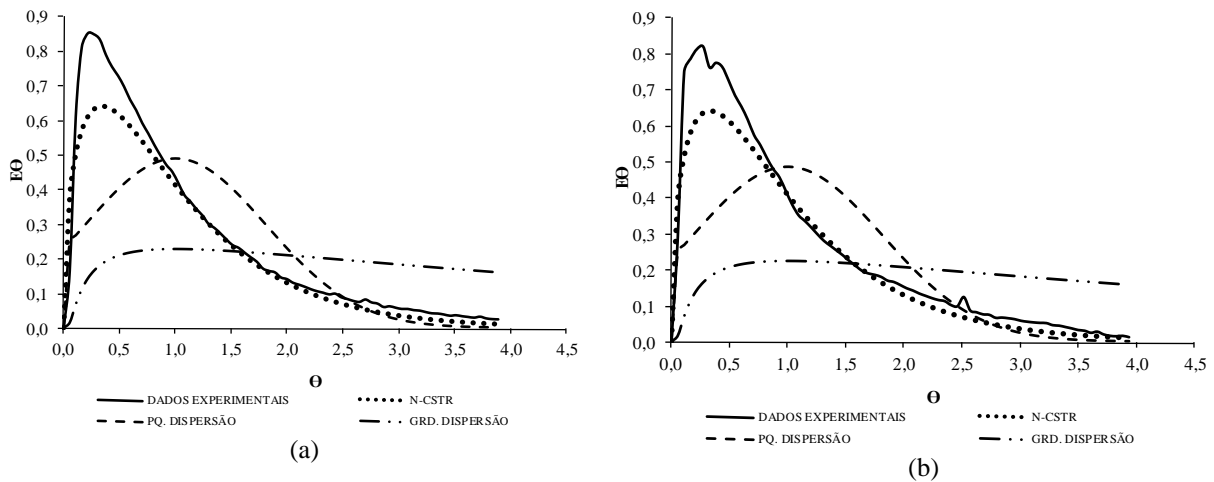 0,9
0,8
0,7
0,6
0,5
0,4
0,3
0,2
0,1
0,0
EΘ
0,0 0,5 1,0 1,5 2,0 2,5 3,0 3,5 4,0 4,5
Θ
DADOS EXPERIMENTAIS N-CSTR
PQ. DISPERSÃO GRD. DISPERSÃO
(a)
0,9
0,8
0,7
0,6
0,5
0,4
0,3
0,2
0,1
0,0
EΘ
0,0 0,5 1,0 1,5 2,0 2,5 3,0 3,5 4,0 4,5
Θ
DADOS EXPERIMENTAIS N-CSTR
PQ. DISPERSÃO GRD. DISPERSÃO
(b)